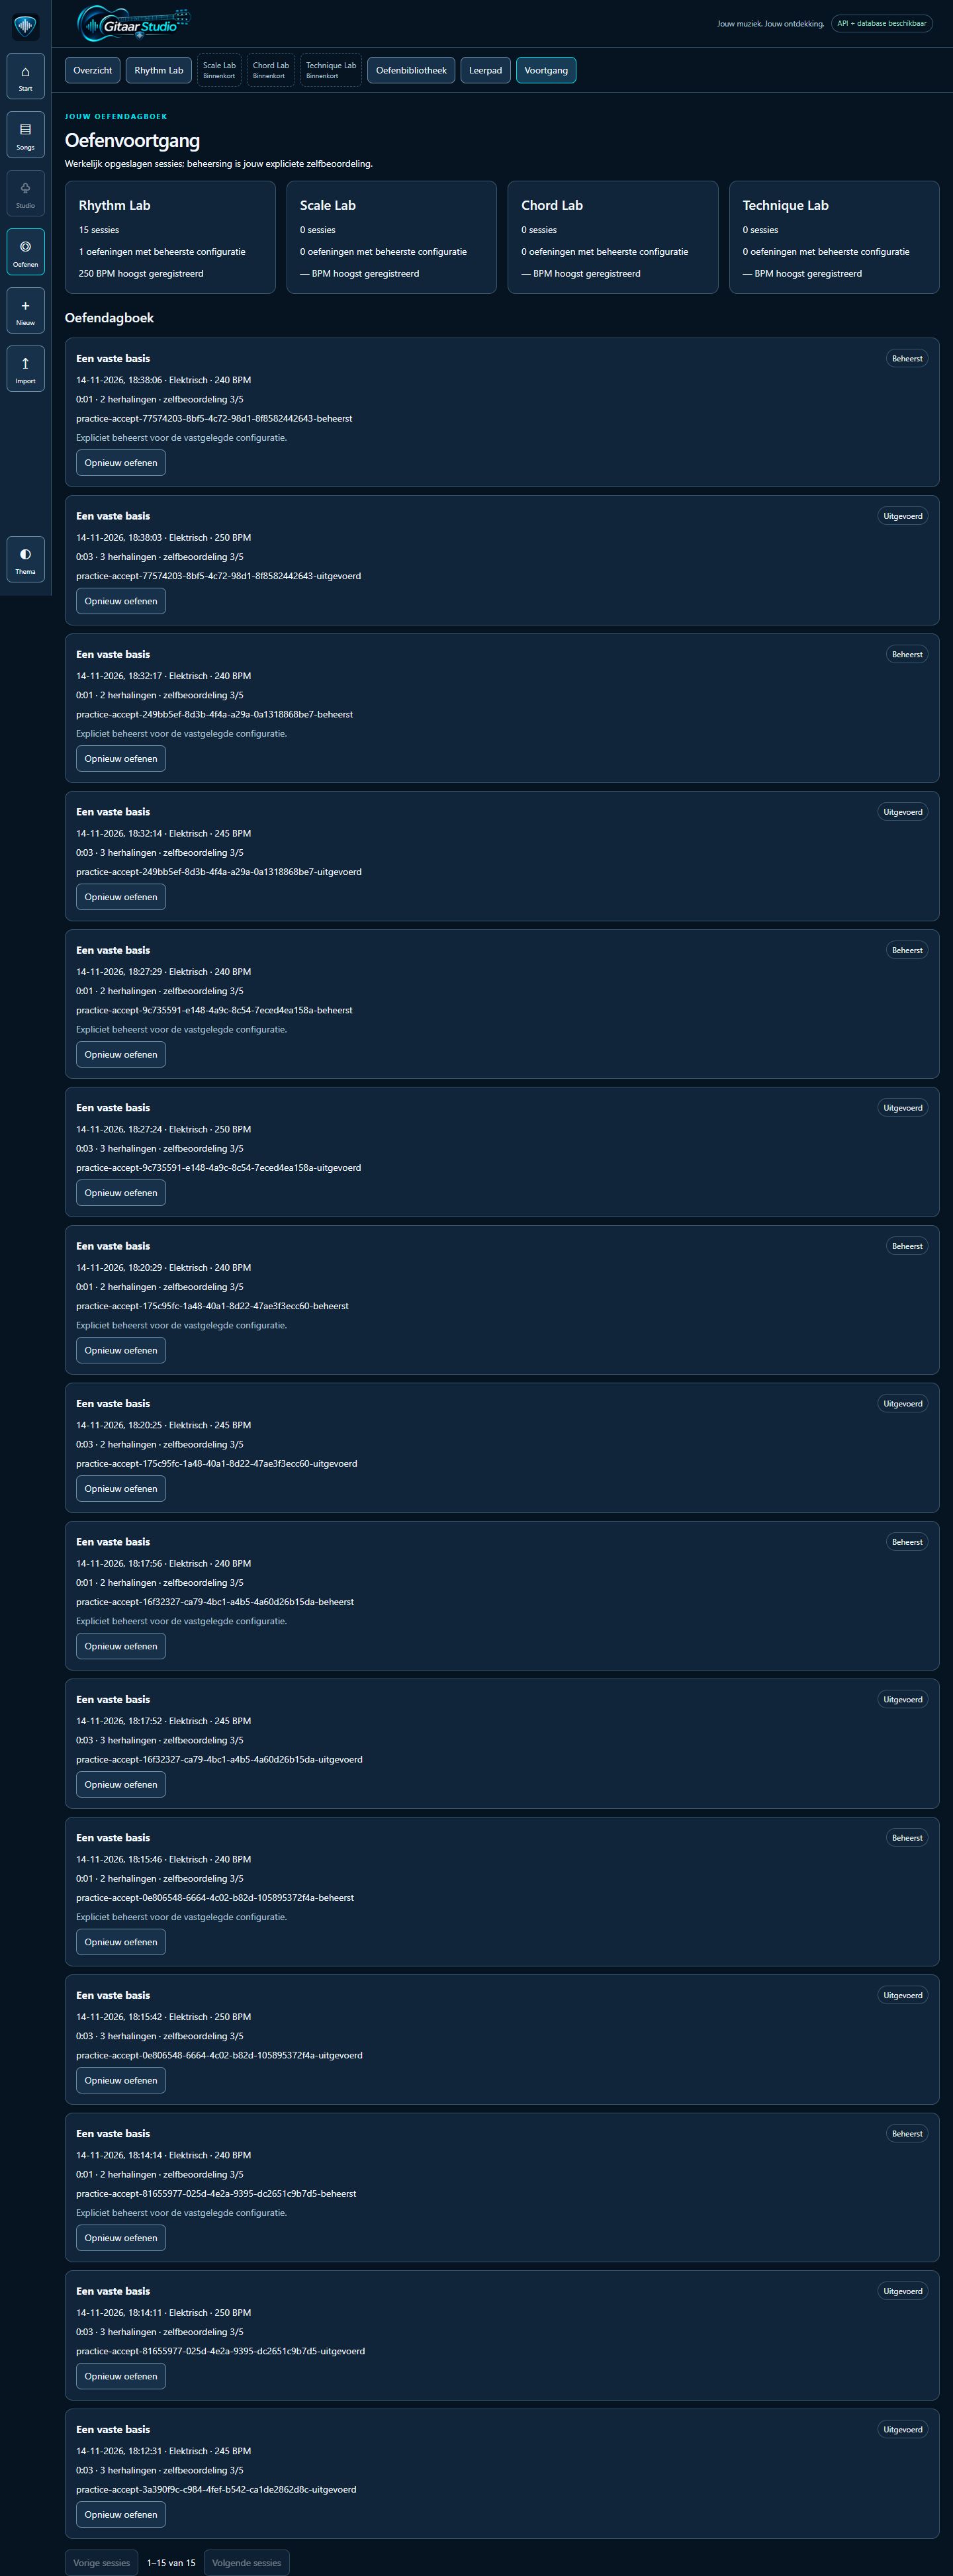 GitaarStudio
Jouw muziek. Jouw ontdekking.
API + database beschikbaar
Start
Songs
Studio
Oefenen
Nieuw
Import
Thema
Overzicht
Rhythm Lab
Scale Lab
Binnenkort
Chord Lab
Binnenkort
Technique Lab
Binnenkort
Oefenbibliotheek
Leerpad
Voortgang
JOUW OEFENDAGBOEK
Oefenvoortgang
Werkelijk opgeslagen sessies; beheersing is jouw expliciete zelfbeoordeling.
Rhythm Lab
15 sessies
1 oefeningen met beheerste configuratie
250 BPM hoogst geregistreerd
Scale Lab
0 sessies
0 oefeningen met beheerste configuratie
— BPM hoogst geregistreerd
Chord Lab
0 sessies
0 oefeningen met beheerste configuratie
— BPM hoogst geregistreerd
Technique Lab
0 sessies
0 oefeningen met beheerste configuratie
— BPM hoogst geregistreerd
Oefendagboek
Een vaste basis
Beheerst
14-11-2026, 18:38:06 · Elektrisch · 240 BPM
0:01 · 2 herhalingen · zelfbeoordeling 3/5
practice-accept-77574203-8bf5-4c72-98d1-8f8582442643-beheerst
Expliciet beheerst voor de vastgelegde configuratie.
Opnieuw oefenen
Een vaste basis
Uitgevoerd
14-11-2026, 18:38:03 · Elektrisch · 250 BPM
0:03 · 3 herhalingen · zelfbeoordeling 3/5
practice-accept-77574203-8bf5-4c72-98d1-8f8582442643-uitgevoerd
Opnieuw oefenen
Een vaste basis
Beheerst
14-11-2026, 18:32:17 · Elektrisch · 240 BPM
0:01 · 2 herhalingen · zelfbeoordeling 3/5
practice-accept-249bb5ef-8d3b-4f4a-a29a-0a1318868be7-beheerst
Expliciet beheerst voor de vastgelegde configuratie.
Opnieuw oefenen
Een vaste basis
Uitgevoerd
14-11-2026, 18:32:14 · Elektrisch · 245 BPM
0:03 · 3 herhalingen · zelfbeoordeling 3/5
practice-accept-249bb5ef-8d3b-4f4a-a29a-0a1318868be7-uitgevoerd
Opnieuw oefenen
Een vaste basis
Beheerst
14-11-2026, 18:27:29 · Elektrisch · 240 BPM
0:01 · 2 herhalingen · zelfbeoordeling 3/5
practice-accept-9c735591-e148-4a9c-8c54-7eced4ea158a-beheerst
Expliciet beheerst voor de vastgelegde configuratie.
Opnieuw oefenen
Een vaste basis
Uitgevoerd
14-11-2026, 18:27:24 · Elektrisch · 250 BPM
0:03 · 3 herhalingen · zelfbeoordeling 3/5
practice-accept-9c735591-e148-4a9c-8c54-7eced4ea158a-uitgevoerd
Opnieuw oefenen
Een vaste basis
Beheerst
14-11-2026, 18:20:29 · Elektrisch · 240 BPM
0:01 · 2 herhalingen · zelfbeoordeling 3/5
practice-accept-175c95fc-1a48-40a1-8d22-47ae3f3ecc60-beheerst
Expliciet beheerst voor de vastgelegde configuratie.
Opnieuw oefenen
Een vaste basis
Uitgevoerd
14-11-2026, 18:20:25 · Elektrisch · 245 BPM
0:03 · 2 herhalingen · zelfbeoordeling 3/5
practice-accept-175c95fc-1a48-40a1-8d22-47ae3f3ecc60-uitgevoerd
Opnieuw oefenen
Een vaste basis
Beheerst
14-11-2026, 18:17:56 · Elektrisch · 240 BPM
0:01 · 2 herhalingen · zelfbeoordeling 3/5
practice-accept-16f32327-ca79-4bc1-a4b5-4a60d26b15da-beheerst
Expliciet beheerst voor de vastgelegde configuratie.
Opnieuw oefenen
Een vaste basis
Uitgevoerd
14-11-2026, 18:17:52 · Elektrisch · 245 BPM
0:03 · 3 herhalingen · zelfbeoordeling 3/5
practice-accept-16f32327-ca79-4bc1-a4b5-4a60d26b15da-uitgevoerd
Opnieuw oefenen
Een vaste basis
Beheerst
14-11-2026, 18:15:46 · Elektrisch · 240 BPM
0:01 · 2 herhalingen · zelfbeoordeling 3/5
practice-accept-0e806548-6664-4c02-b82d-105895372f4a-beheerst
Expliciet beheerst voor de vastgelegde configuratie.
Opnieuw oefenen
Een vaste basis
Uitgevoerd
14-11-2026, 18:15:42 · Elektrisch · 250 BPM
0:03 · 3 herhalingen · zelfbeoordeling 3/5
practice-accept-0e806548-6664-4c02-b82d-105895372f4a-uitgevoerd
Opnieuw oefenen
Een vaste basis
Beheerst
14-11-2026, 18:14:14 · Elektrisch · 240 BPM
0:01 · 2 herhalingen · zelfbeoordeling 3/5
practice-accept-81655977-025d-4e2a-9395-dc2651c9b7d5-beheerst
Expliciet beheerst voor de vastgelegde configuratie.
Opnieuw oefenen
Een vaste basis
Uitgevoerd
14-11-2026, 18:14:11 · Elektrisch · 250 BPM
0:03 · 3 herhalingen · zelfbeoordeling 3/5
practice-accept-81655977-025d-4e2a-9395-dc2651c9b7d5-uitgevoerd
Opnieuw oefenen
Een vaste basis
Uitgevoerd
14-11-2026, 18:12:31 · Elektrisch · 245 BPM
0:03 · 3 herhalingen · zelfbeoordeling 3/5
practice-accept-3a390f9c-c984-4fef-b542-ca1de2862d8c-uitgevoerd
Opnieuw oefenen
Vorige sessies
1–15 van 15
Volgende sessies